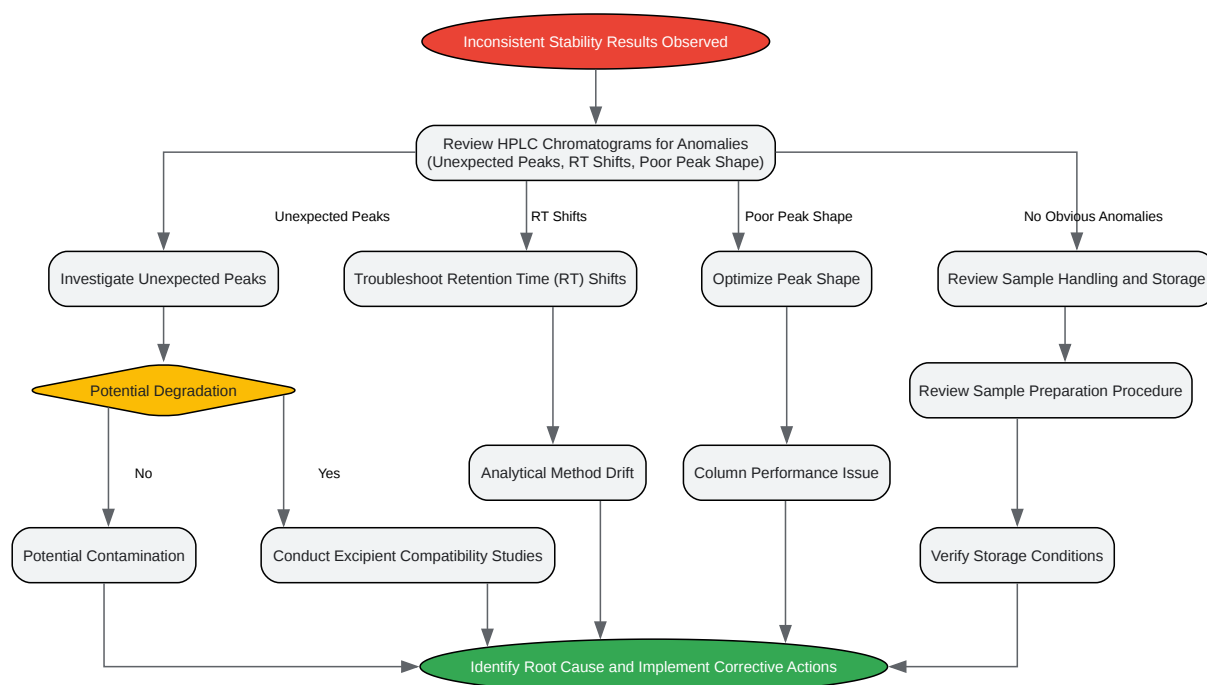 Inconsistent Stability Results Observed
Review HPLC Chromatograms for Anomalies
(Unexpected Peaks, RT Shifts, Poor Peak Shape)
Unexpected Peaks
RT Shifts
Poor Peak Shape
No Obvious Anomalies
Investigate Unexpected Peaks
Troubleshoot Retention Time (RT) Shifts
Optimize Peak Shape
Review Sample Handling and Storage
Potential Degradation
Review Sample Preparation Procedure
No
Yes
Analytical Method Drift
Column Performance Issue
Potential Contamination
Conduct Excipient Compatibility Studies
Verify Storage Conditions
Identify Root Cause and Implement Corrective Actions